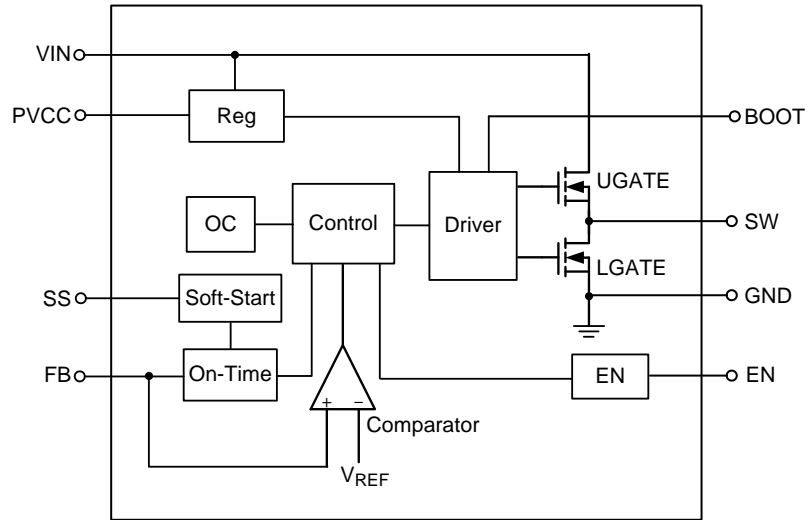 VIN
PVCC
Reg
BOOT
UGATE
OC
Control
Driver
SW
LGATE
SS
Soft-Start
GND
FB
On-Time
EN
EN
+ −
Comparator
VREF